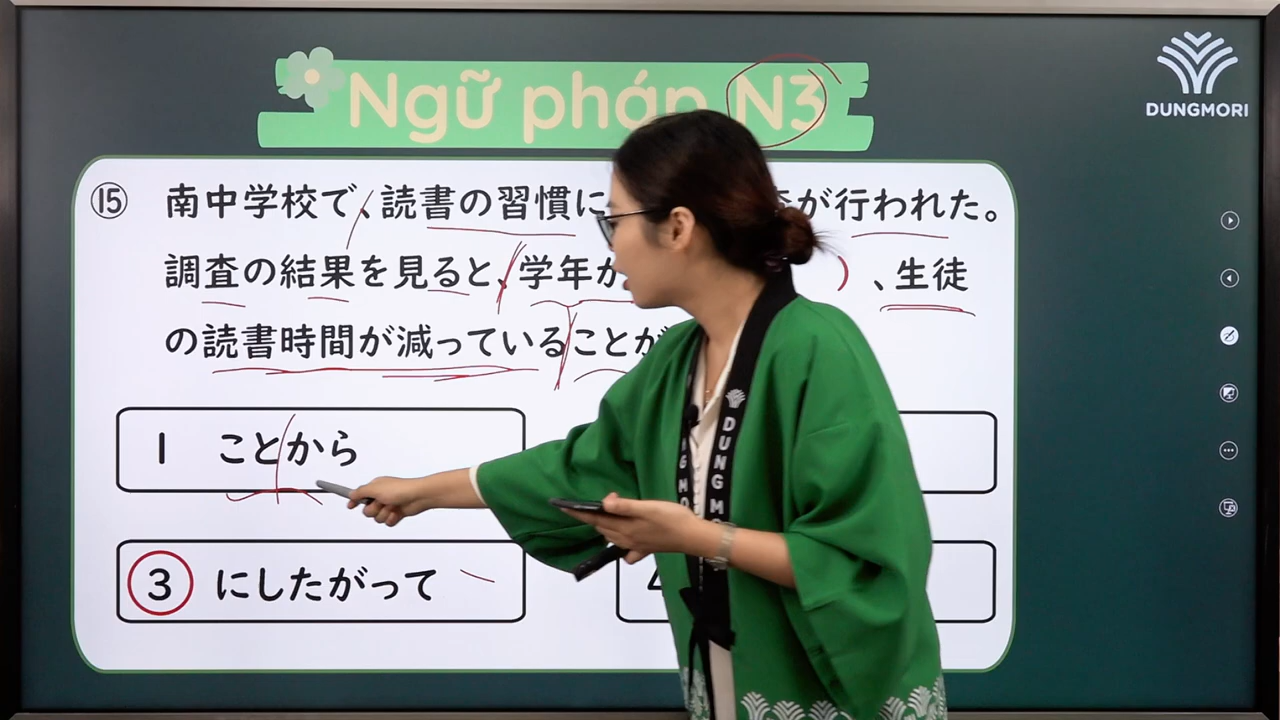 Ngữ pháp N3
DUNGMORI
⑮ 南中学校で、読書の習慣に が行われた。
調査の結果を見ると、学年が ）、生徒
の読書時間が減っていることが
1 ことから
3 にしたがって
DUNG M